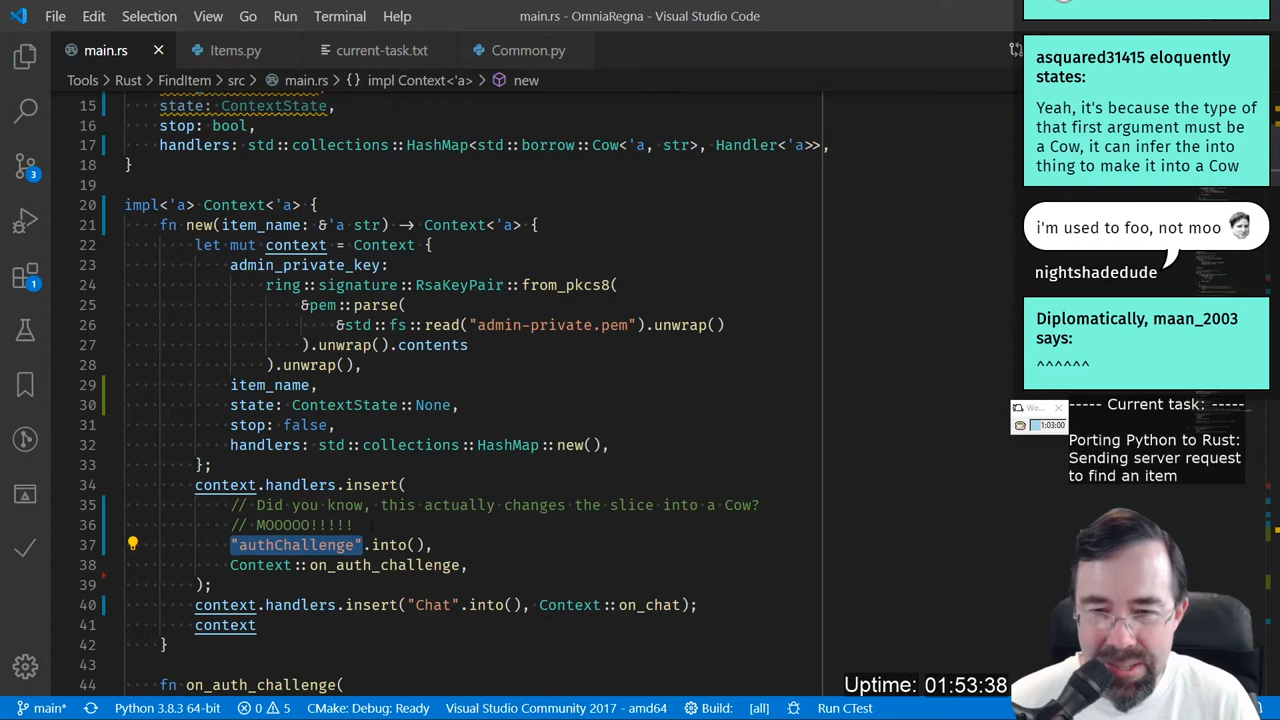 File Edit Selection View Go Run Terminal Help
main.rs - OmniaRegna - Visual Studio Code
main.rs
Items.py
current-task.txt
Common.py
Tools > Rust > FindItem > src > main.rs > {} impl Context<'a> > new
15 state: ContextState,
16 stop: bool,
17 handlers: std::collections::HashMap<std::borrow::Cow<'a, str>, Handler<'a>>,
18 }
19
20 impl<'a> Context<'a> {
21 fn new(item_name: &'a str) -> Context<'a> {
22 let mut context = Context {
23 admin_private_key:
24 ring::signature::RsaKeyPair::from_pkcs8(
25 &pem::parse(
26 &std::fs::read("admin-private.pem").unwrap()
27 ).unwrap().contents
28 ).unwrap(),
29 item_name,
30 state: ContextState::None,
31 stop: false,
32 handlers: std::collections::HashMap::new(),
33 };
34 context.handlers.insert(
35 // Did you know, this actually changes the slice into a Cow?
36 // MOOOOO!!!!!
37 "authChallenge".into(),
38 Context::on_auth_challenge,
39 );
40 context.handlers.insert("Chat".into(), Context::on_chat);
41 context
42 }
43
44 fn on_auth_challenge(
asquared31415 eloquently
states:
Yeah, it's because the type of
that first argument must be
a Cow, it can infer the into
thing to make it into a Cow
i'm used to foo, not moo
nightshadedude
Diplomatically, maan_2003
says:
^^^^^^
Wo...
1:03:00
----- Current task: -----
Porting Python to Rust:
Sending server request
to find an item
Uptime: 01:53:38
3
1
main* Python 3.8.3 64-bit 0 5 CMake: Debug: Ready Visual Studio Community 2017 - amd64 Build: [all] Run CTest